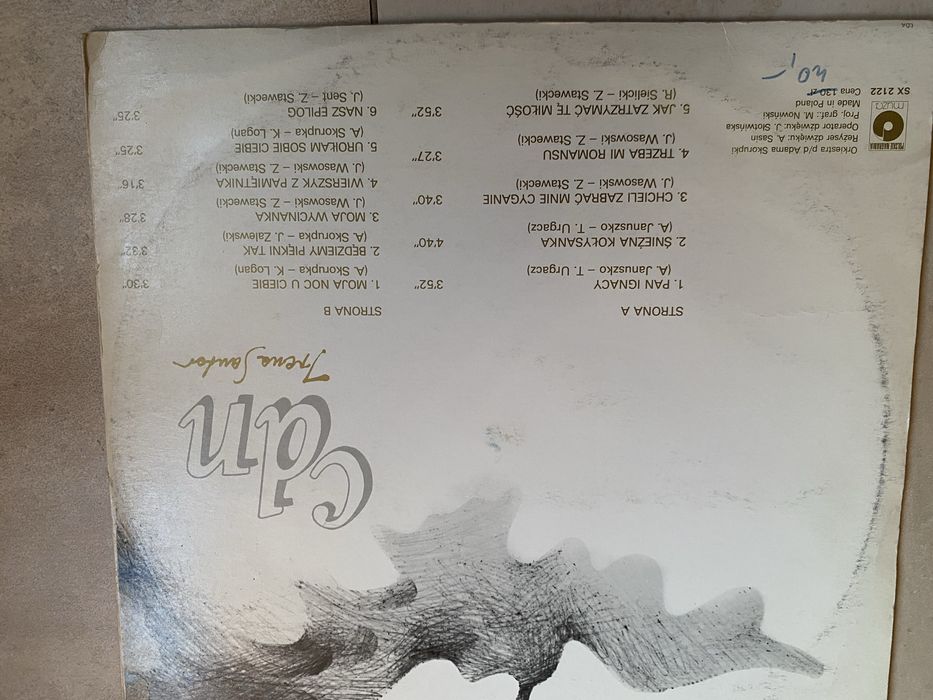 Cdn
Irena Santor
STRONA A
1. PAN IGNACY 3'52"
(A. Januszko – T. Urgacz)
2. ŚNIEŻNA KOŁYSANKA 4'40"
(A. Januszko – T. Urgacz)
3. CHCIELI ZABRAĆ MNIE CYGANIE 3'40"
(J. Wasowski – Z. Stawecki)
4. TRZEBA MI ROMANSU 3'27"
(J. Wasowski – Z. Stawecki)
5. JAK ZATRZYMAĆ TĘ MIŁOŚĆ 3'52"
(R. Sielicki – Z. Stawecki)
STRONA B
1. MOJA NOC U CIEBIE 3'30"
(A. Skorupka – K. Logan)
2. BĘDZIEMY PIĘKNI TAK 3'32"
(A. Skorupka – J. Zalewski)
3. MOJA WYCINANKA 3'28"
(J. Wasowski – Z. Stawecki)
4. WIERSZYK Z PAMIĘTNIKA 3'16"
(J. Wasowski – Z. Stawecki)
5. UROIŁAM SOBIE CIEBIE 3'25"
(A. Skorupka – K. Logan)
6. NASZ EPILOG 3'25"
(J. Sent – Z. Stawecki)
POLSKIE NAGRANIA
muza
Orkiestra p/d Adama Skorupki
Reżyser dźwięku: A. Sasin
Operator dźwięku: J. Słotwińska
Proj. graf.: M. Nowiński
Made in Poland
SX 2122 Cena 130 zł
40,-